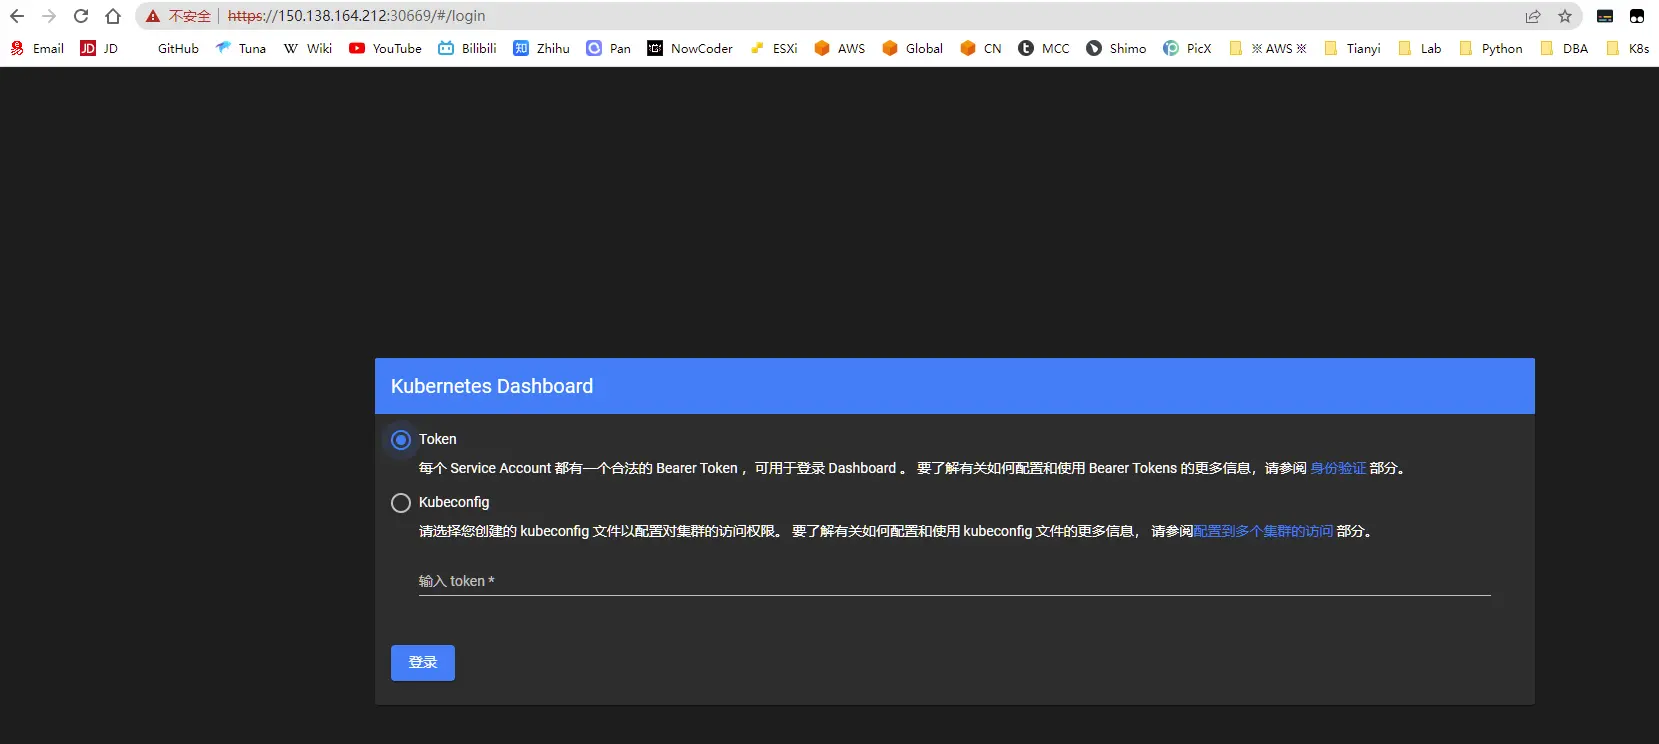 不安全 | https://150.138.164.212:30669/#/login
Email JD JD GitHub Tuna W Wiki YouTube Bilibili 知 Zhihu Pan NowCoder ESXi AWS Global CN MCC Shimo PicX ※ AWS ※ Tianyi Lab Python DBA K8s
Kubernetes Dashboard
Token
每个 Service Account 都有一个合法的 Bearer Token ，可用于登录 Dashboard 。 要了解有关如何配置和使用 Bearer Tokens 的更多信息，请参阅 身份验证 部分。
Kubeconfig
请选择您创建的 kubeconfig 文件以配置对集群的访问权限。 要了解有关如何配置和使用 kubeconfig 文件的更多信息， 请参阅配置到多个集群的访问 部分。
输入 token *
登录